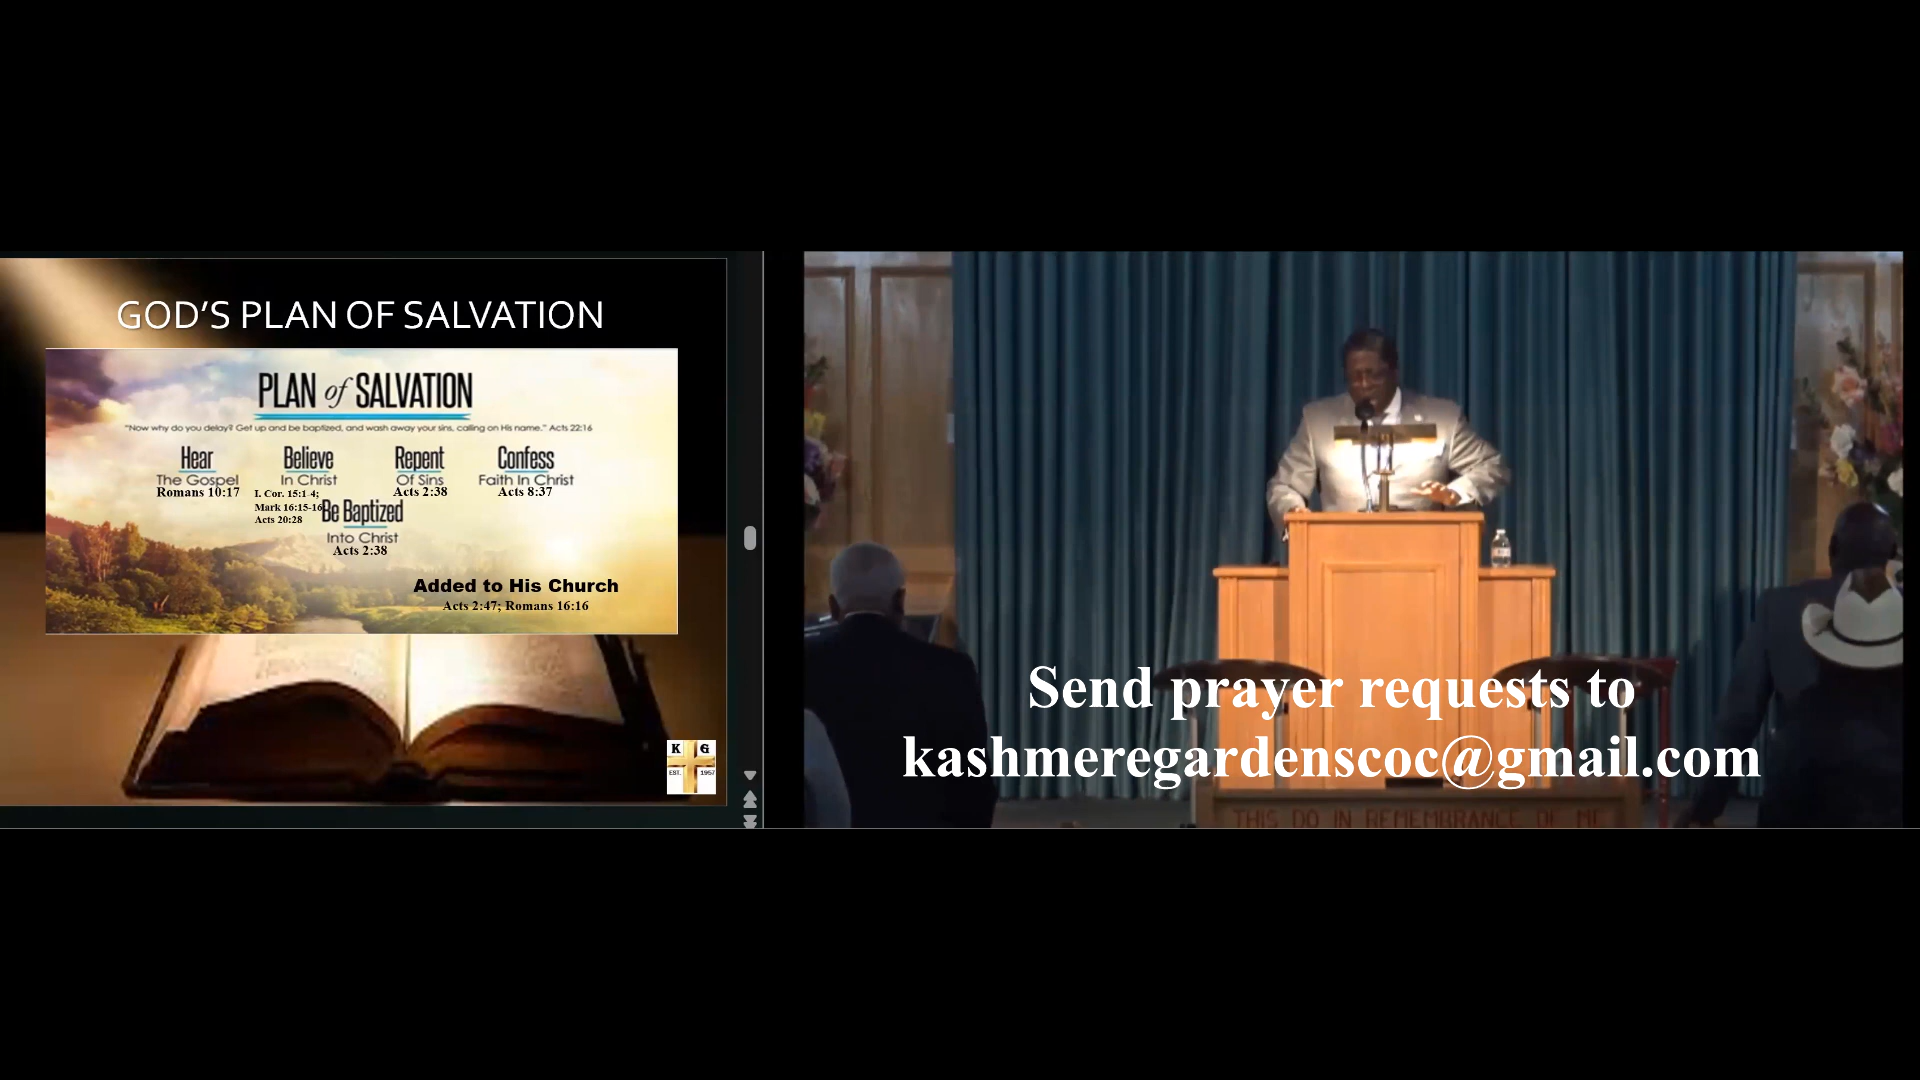 GOD'S PLAN OF SALVATION
PLAN of SALVATION
"Now why do you delay? Get up and be baptized, and wash away your sins, calling on His name." Acts 22:16
Hear
The Gospel
Romans 10:17
Believe
In Christ
I. Cor. 15:1-4;
Mark 16:15-16
Acts 20:28
Repent
Of Sins
Acts 2:38
Confess
Faith In Christ
Acts 8:37
Be Baptized
Into Christ
Acts 2:38
Added to His Church
Acts 2:47; Romans 16:16
K G
EST. 1957
Send prayer requests to
kashmeregardenscoc@gmail.com
THIS DO IN REMEMBRANCE OF ME